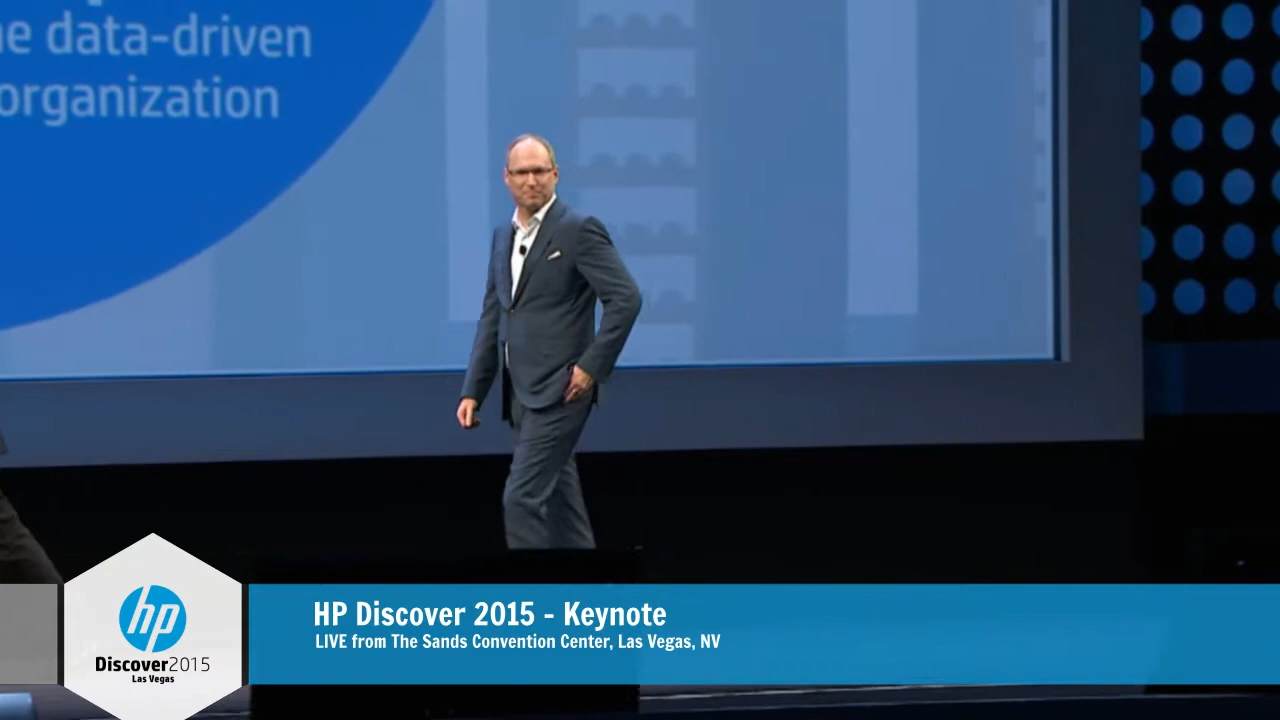 e data-driven
organization
hp
Discover2015
Las Vegas
HP Discover 2015 - Keynote
LIVE from The Sands Convention Center, Las Vegas, NV